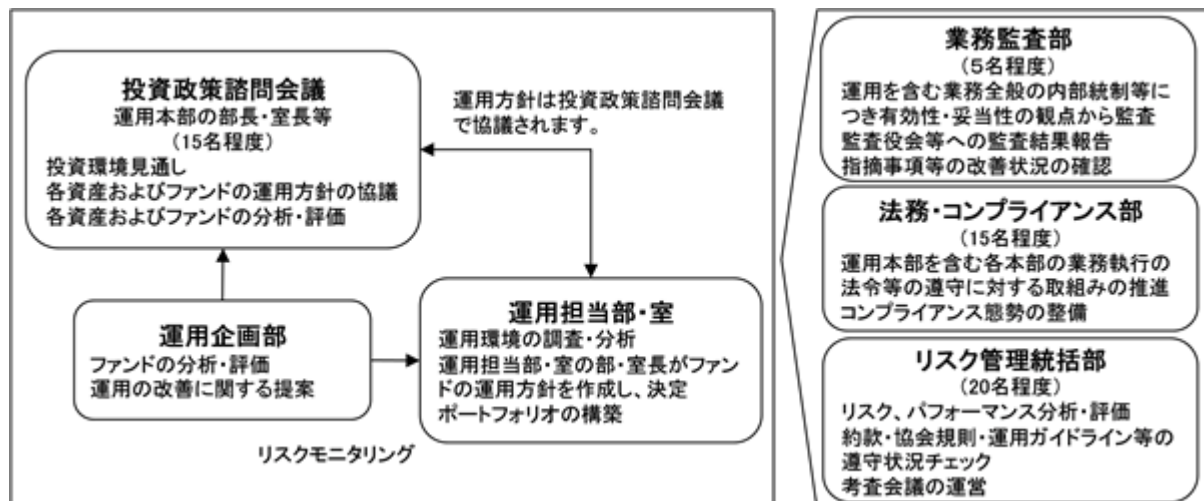 投資政策諮問会議
運用本部の部長・室長等
(15名程度)
投資環境見通し
各資産およびファンドの運用方針の協議
各資産およびファンドの分析・評価
運用方針は投資政策諮問会議
で協議されます。
運用企画部
ファンドの分析・評価
運用の改善に関する提案
運用担当部・室
運用環境の調査・分析
運用担当部・室の部・室長がファン
ドの運用方針を作成し、決定
ポートフォリオの構築
リスクモニタリング
業務監査部
(5名程度)
運用を含む業務全般の内部統制等に
つき有効性・妥当性の観点から監査
監査役会等への監査結果報告
指摘事項等の改善状況の確認
法務・コンプライアンス部
(15名程度)
運用本部を含む各本部の業務執行の
法令等の遵守に対する取組みの推進
コンプライアンス態勢の整備
リスク管理統括部
(20名程度)
リスク、パフォーマンス分析・評価
約款・協会規則・運用ガイドライン等の
遵守状況チェック
考査会議の運営